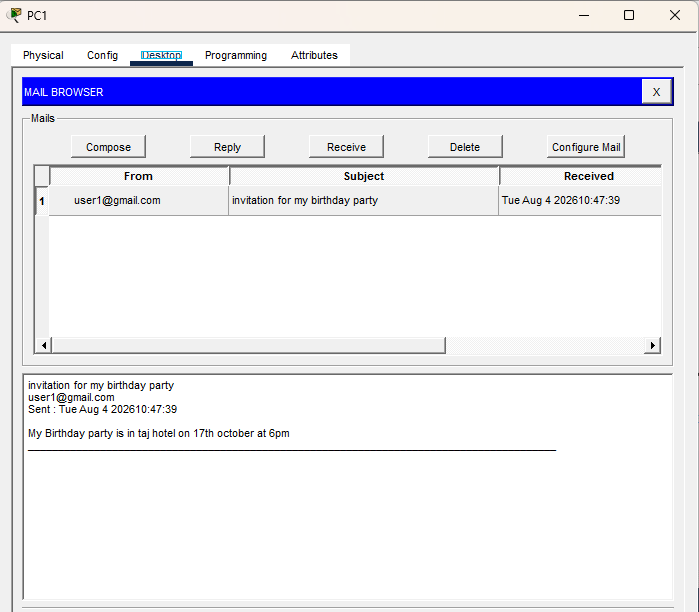 PC1
Physical Config Desktop Programming Attributes
MAIL BROWSER X
Mails
Compose Reply Receive Delete Configure Mail
From Subject Received
1 user1@gmail.com invitation for my birthday party Tue Aug 4 202610:47:39
invitation for my birthday party
user1@gmail.com
Sent : Tue Aug 4 202610:47:39
My Birthday party is in taj hotel on 17th october at 6pm